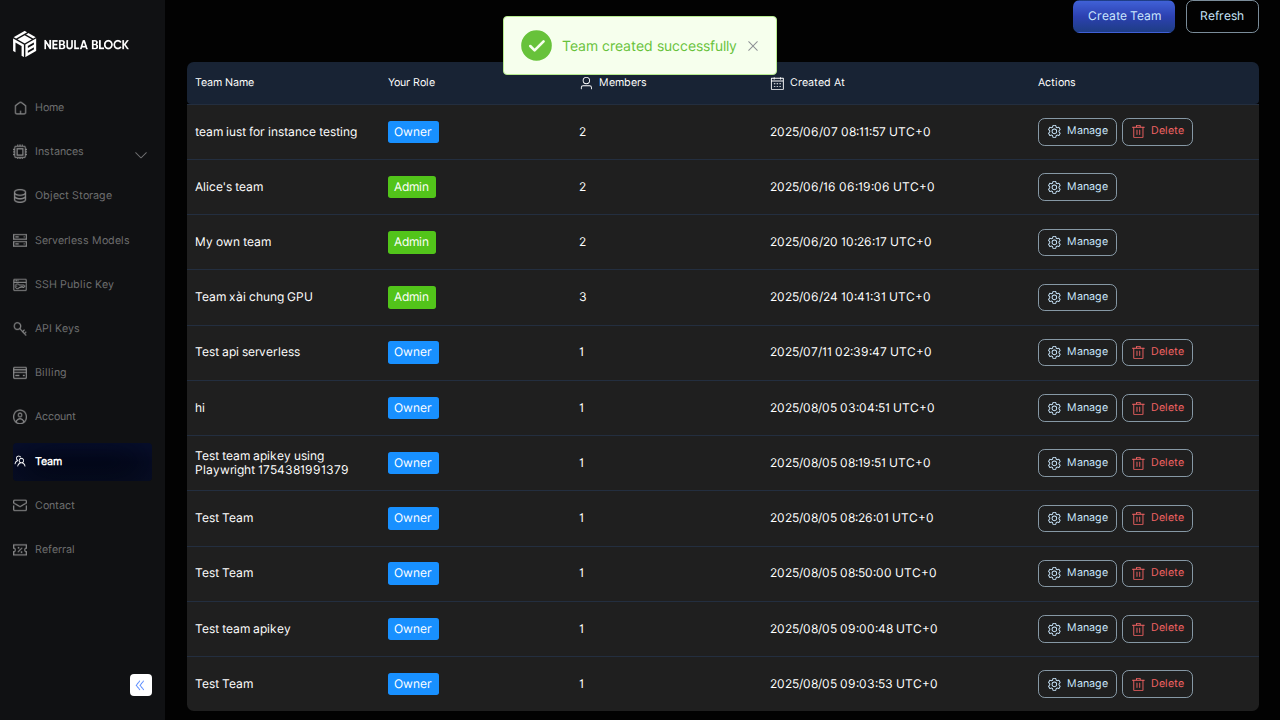 Create Team
Refresh
NEBULA BLOCK
Team created successfully
Team Name Your Role Members Created At Actions
Home
team iust for instance testing Owner 2 2025/06/07 08:11:57 UTC+0 Manage Delete
Instances
Alice's team Admin 2 2025/06/16 06:19:06 UTC+0 Manage
Object Storage
My own team Admin 2 2025/06/20 10:26:17 UTC+0 Manage
Serverless Models
SSH Public Key
Team xài chung GPU Admin 3 2025/06/24 10:41:31 UTC+0 Manage
API Keys
Test api serverless Owner 1 2025/07/11 02:39:47 UTC+0 Manage Delete
Billing
hi Owner 1 2025/08/05 03:04:51 UTC+0 Manage Delete
Account
Test team apikey using
Playwright 1754381991379 Owner 1 2025/08/05 08:19:51 UTC+0 Manage Delete
Team
Contact
Test Team Owner 1 2025/08/05 08:26:01 UTC+0 Manage Delete
Referral
Test Team Owner 1 2025/08/05 08:50:00 UTC+0 Manage Delete
Test team apikey Owner 1 2025/08/05 09:00:48 UTC+0 Manage Delete
Test Team Owner 1 2025/08/05 09:03:53 UTC+0 Manage Delete